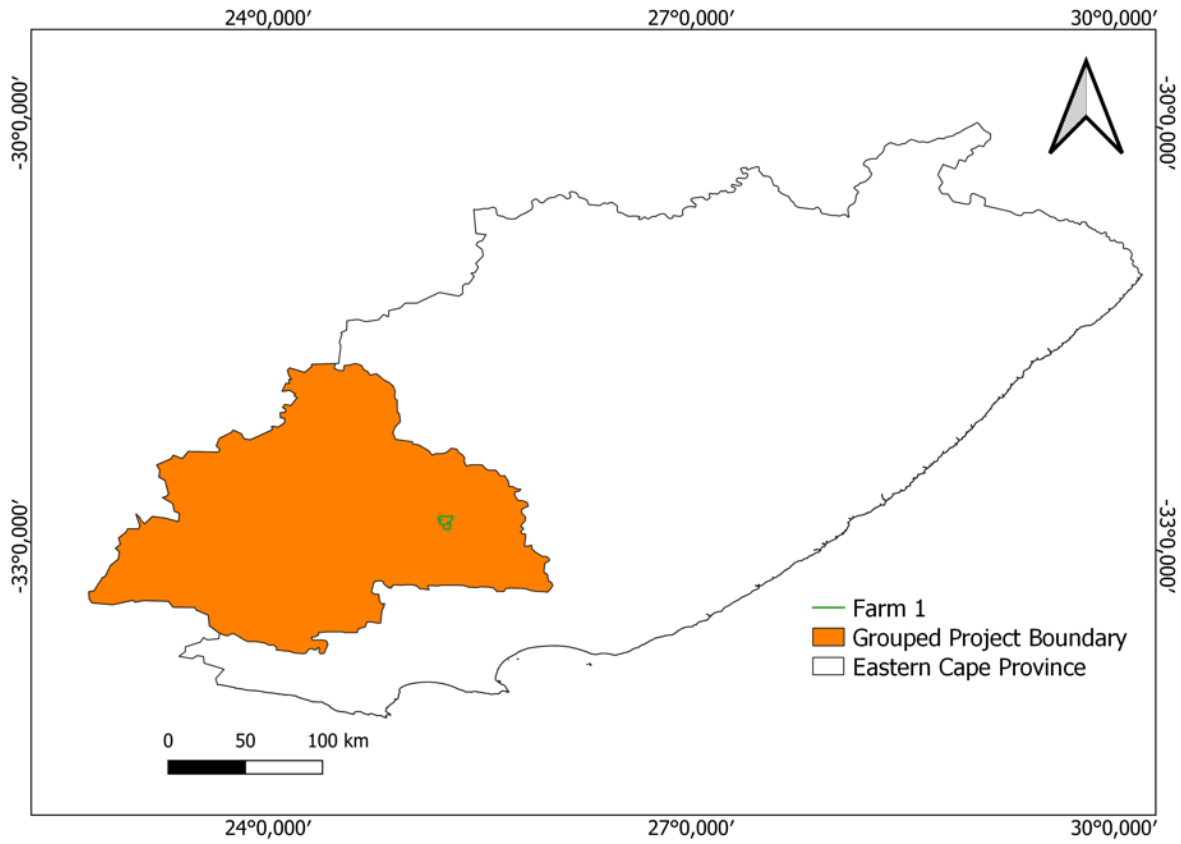 24°0,000′ 27°0,000′ 30°0,000′
-30°0,000′ -30°0,000′
-33°0,000′ -33°0,000′
Farm 1
Grouped Project Boundary
Eastern Cape Province
0 50 100 km
24°0,000′ 27°0,000′ 30°0,000′